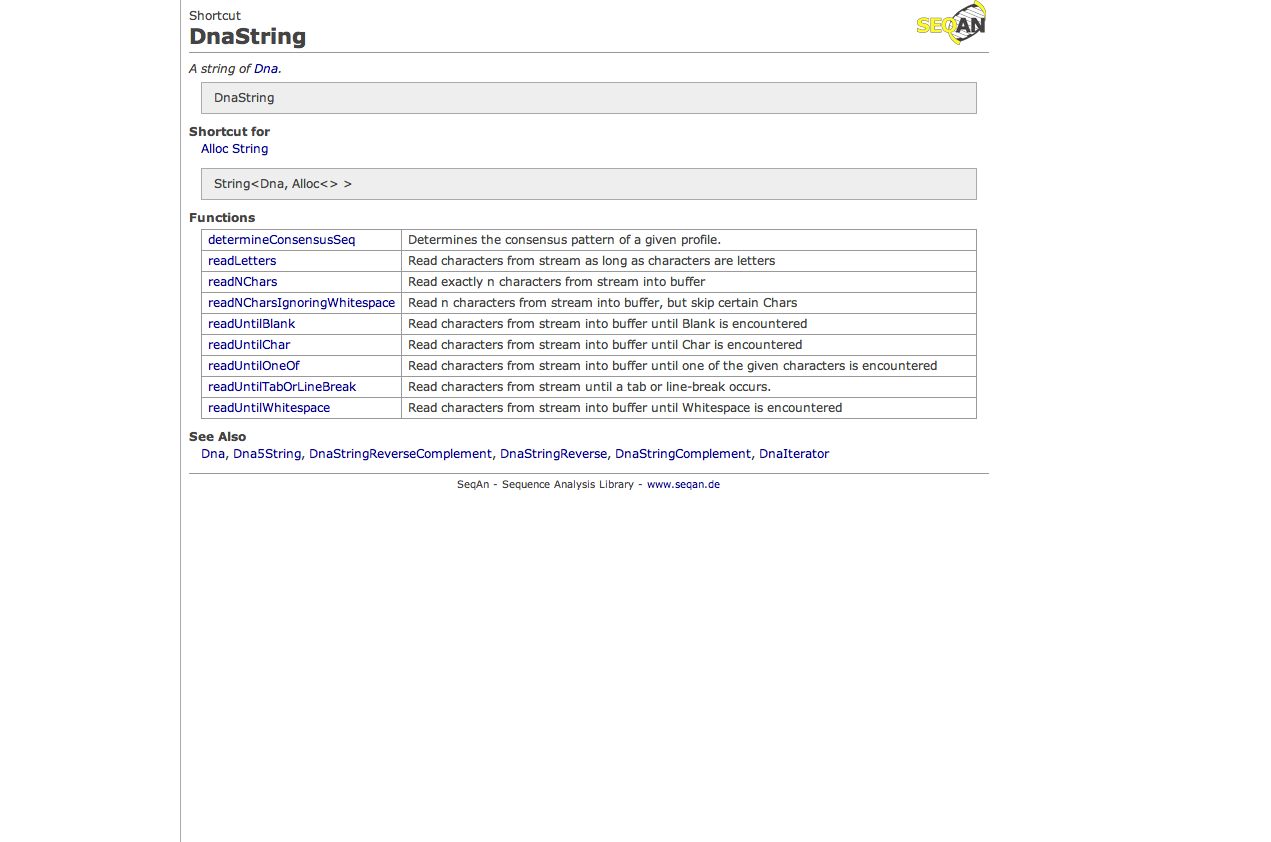 Shortcut
SEQAN
DnaString
A string of Dna.
DnaString
Shortcut for
Alloc String
String<Dna, Alloc<> >
Functions
determineConsensusSeq Determines the consensus pattern of a given profile.
readLetters Read characters from stream as long as characters are letters
readNChars Read exactly n characters from stream into buffer
readNCharsIgnoringWhitespace Read n characters from stream into buffer, but skip certain Chars
readUntilBlank Read characters from stream into buffer until Blank is encountered
readUntilChar Read characters from stream into buffer until Char is encountered
readUntilOneOf Read characters from stream into buffer until one of the given characters is encountered
readUntilTabOrLineBreak Read characters from stream until a tab or line-break occurs.
readUntilWhitespace Read characters from stream into buffer until Whitespace is encountered
See Also
Dna, Dna5String, DnaStringReverseComplement, DnaStringReverse, DnaStringComplement, DnaIterator
SeqAn - Sequence Analysis Library - www.seqan.de